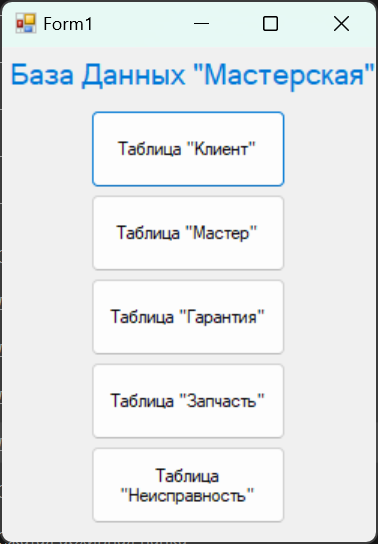 Form1
База Данных "Мастерская"
Таблица "Клиент"
Таблица "Мастер"
Таблица "Гарантия"
Таблица "Запчасть"
Таблица
"Неисправность"